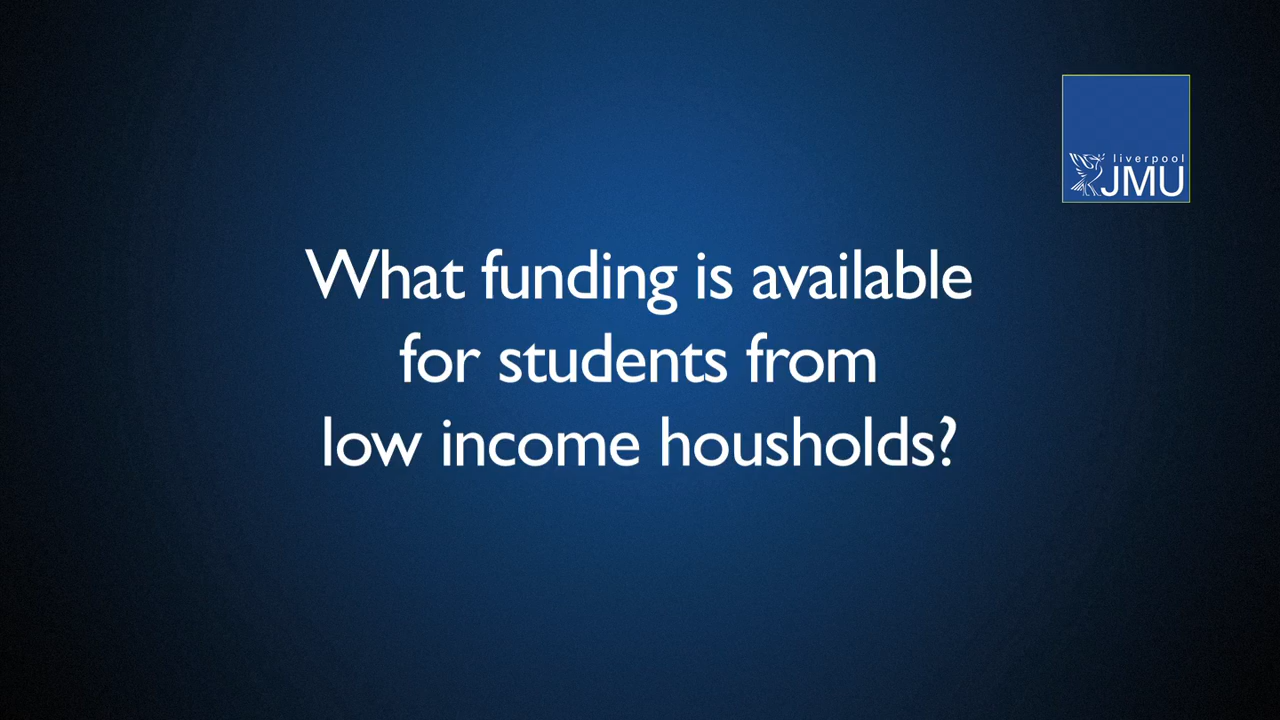 liverpool
JMU
What funding is available
for students from
low income housholds?